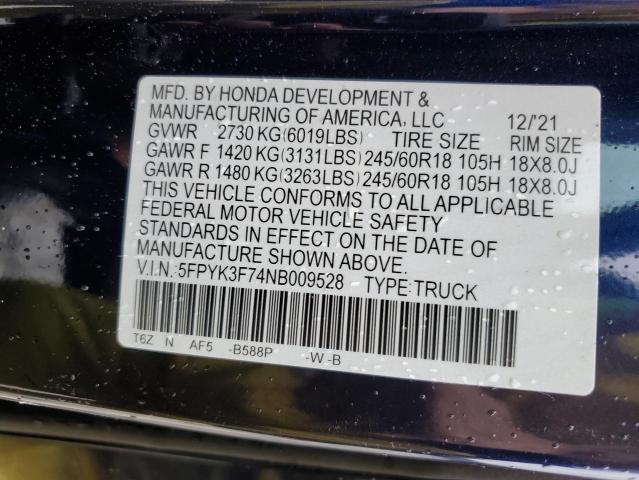 MFD. BY HONDA DEVELOPMENT &
MANUFACTURING OF AMERICA, LLC 12/'21
GVWR 2730 KG(6019LBS) TIRE SIZE RIM SIZE
GAWR F 1420 KG(3131LBS) 245/60R18 105H 18X8.0J
GAWR R 1480 KG(3263LBS) 245/60R18 105H 18X8.0J
THIS VEHICLE CONFORMS TO ALL APPLICABLE
FEDERAL MOTOR VEHICLE SAFETY
STANDARDS IN EFFECT ON THE DATE OF
MANUFACTURE SHOWN ABOVE.
V.I.N.:5FPYK3F74NB009528 TYPE:TRUCK
T6Z N AF5 -B588P -W-B